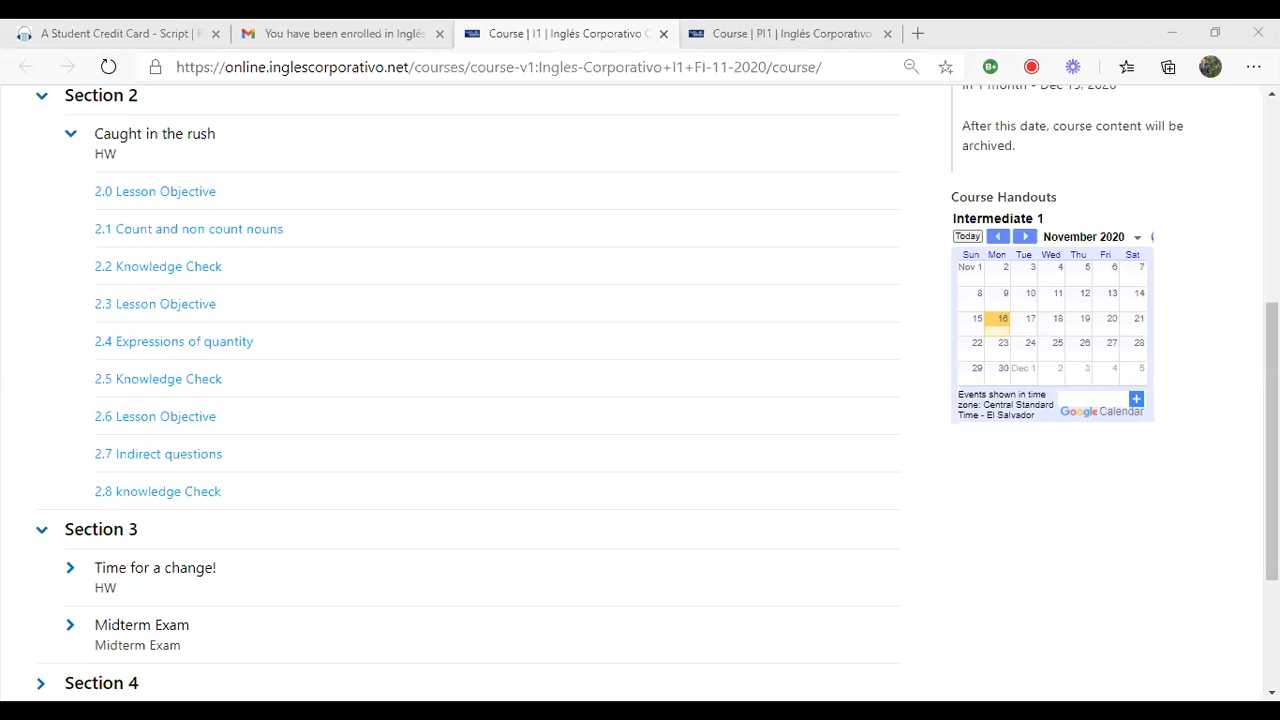 A Student Credit Card - Script | F
You have been enrolled in Inglés
Course | I1 | Inglés Corporativo C
Course | PI1 | Inglés Corporativo
https://online.inglescorporativo.net/courses/course-v1:Ingles-Corporativo+I1+FI-11-2020/course/
Section 2
Caught in the rush
HW
2.0 Lesson Objective
2.1 Count and non count nouns
2.2 Knowledge Check
2.3 Lesson Objective
2.4 Expressions of quantity
2.5 Knowledge Check
2.6 Lesson Objective
2.7 Indirect questions
2.8 knowledge Check
Section 3
Time for a change!
HW
Midterm Exam
Midterm Exam
Section 4
in 1 month - Dec 19, 2020
After this date, course content will be
archived.
Course Handouts
Intermediate 1
Today November 2020
Sun Mon Tue Wed Thu Fri Sat
Nov 1 2 3 4 5 6 7
8 9 10 11 12 13 14
15 16 17 18 19 20 21
22 23 24 25 26 27 28
29 30 Dec 1 2 3 4 5
Events shown in time
zone: Central Standard
Time - El Salvador
Google Calendar